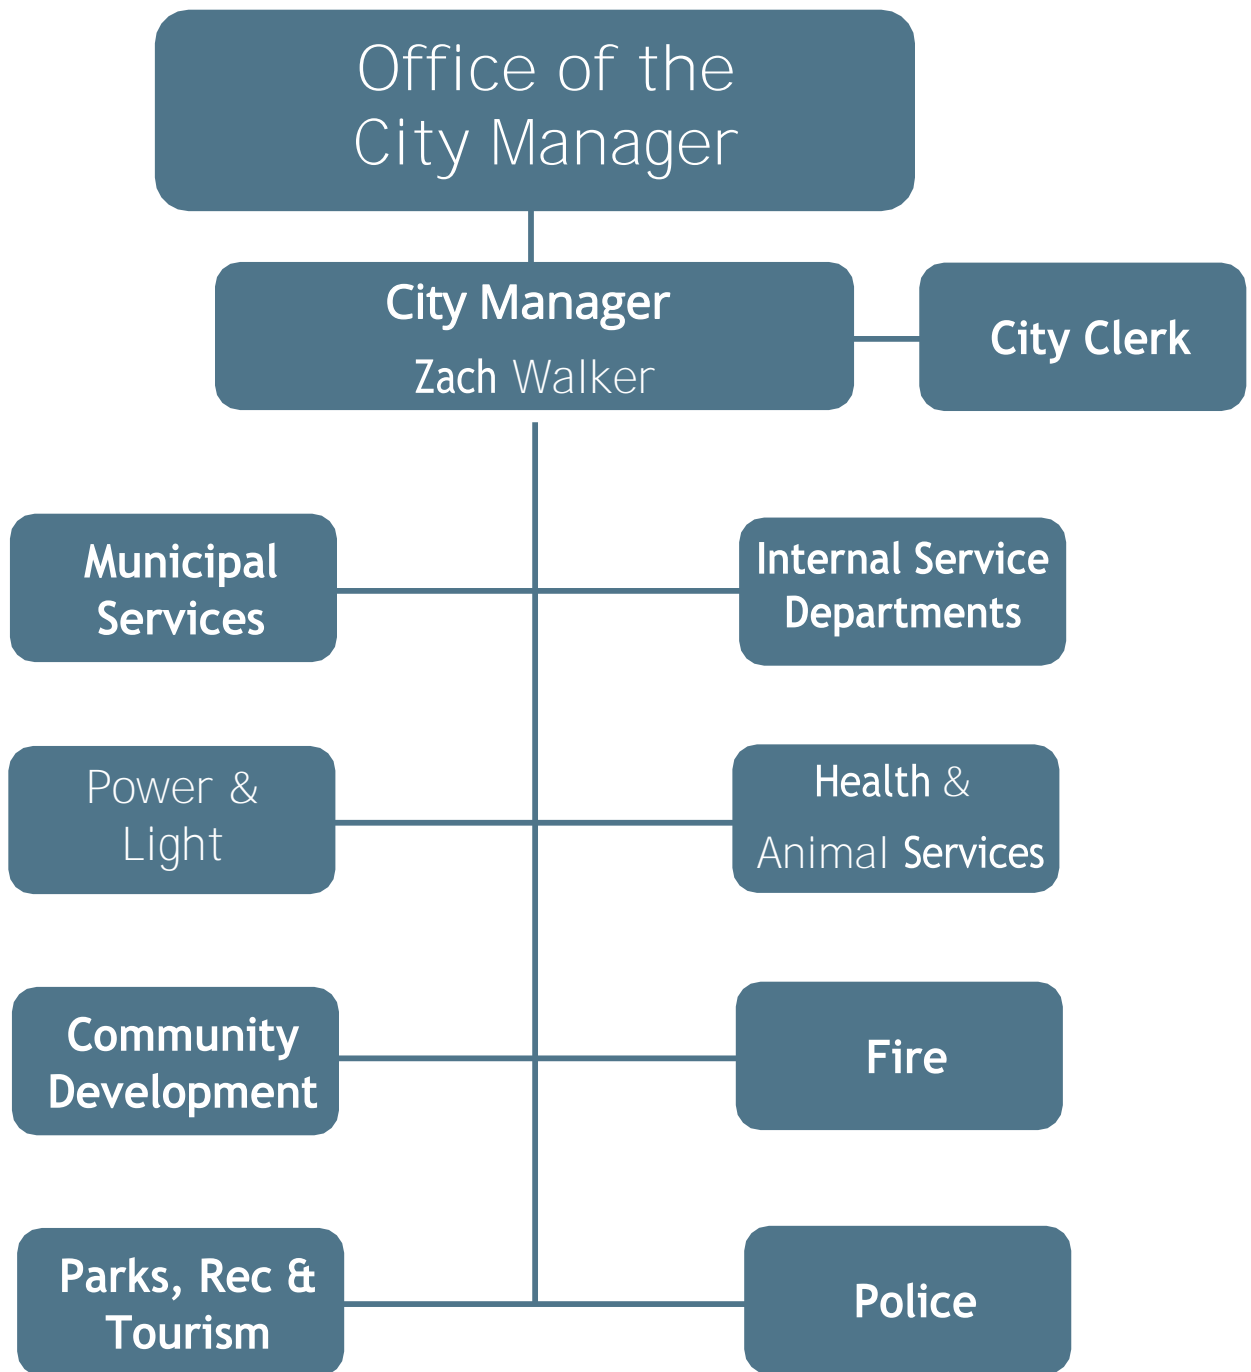 Office of the
City Manager
City Manager
Zach Walker
City Clerk
Municipal
Services
Internal Service
Departments
Power &
Light
Health &
Animal Services
Community
Development
Fire
Parks, Rec &
Tourism
Police